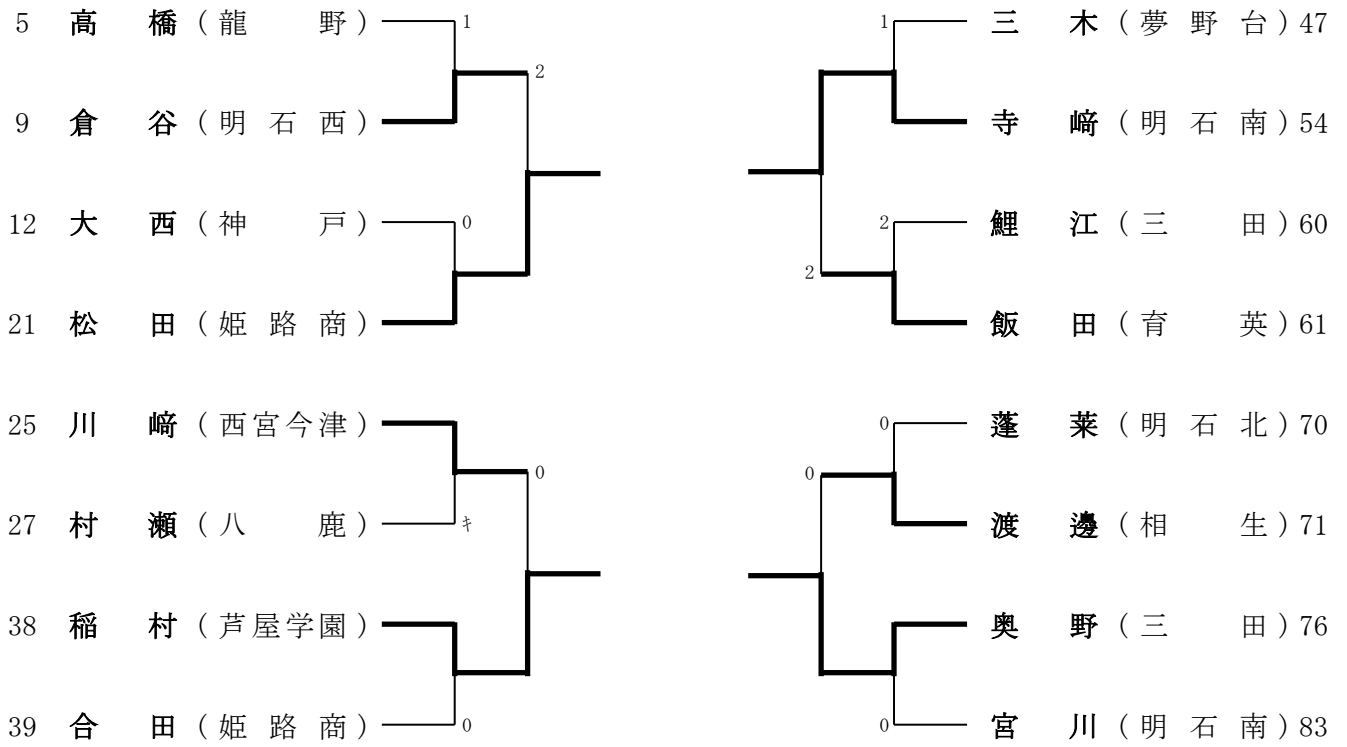 5 高橋（龍野） 1 1 三木（夢野台）47
2
9 倉谷（明石西） 寺﨑（明石南）54
12 大西（神戸） 0 2 鯉江（三田）60
2
21 松田（姫路商） 飯田（育英）61
25 川﨑（西宮今津） 0 蓬莱（明石北）70
0 0
27 村瀬（八鹿） ｷ 渡邊（相生）71
38 稲村（芦屋学園） 奥野（三田）76
39 合田（姫路商） 0 0 宮川（明石南）83